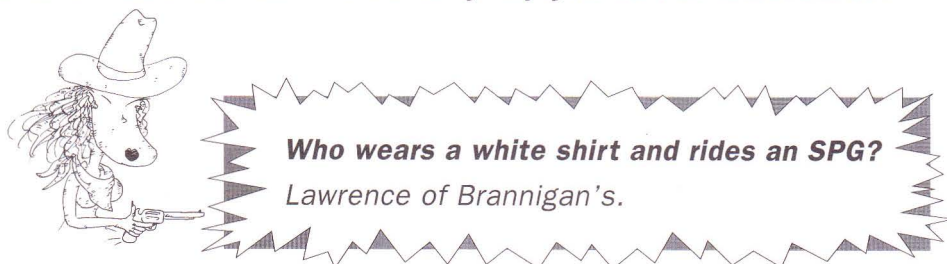 Who wears a white shirt and rides an SPG?
Lawrence of Brannigan's.